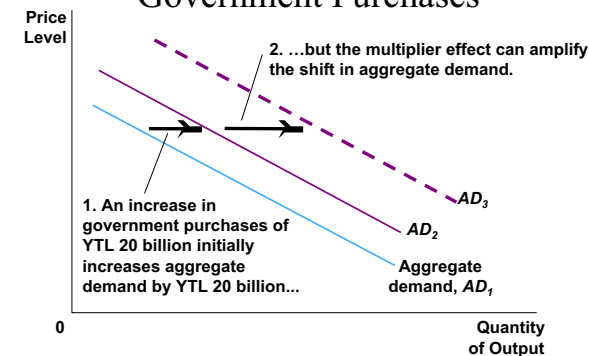 Government Purchases
Price
Level
2. …but the multiplier effect can amplify
the shift in aggregate demand.
1. An increase in
government purchases of
YTL 20 billion initially
increases aggregate
demand by YTL 20 billion...
AD3
AD2
Aggregate
demand, AD1
0
Quantity
of Output